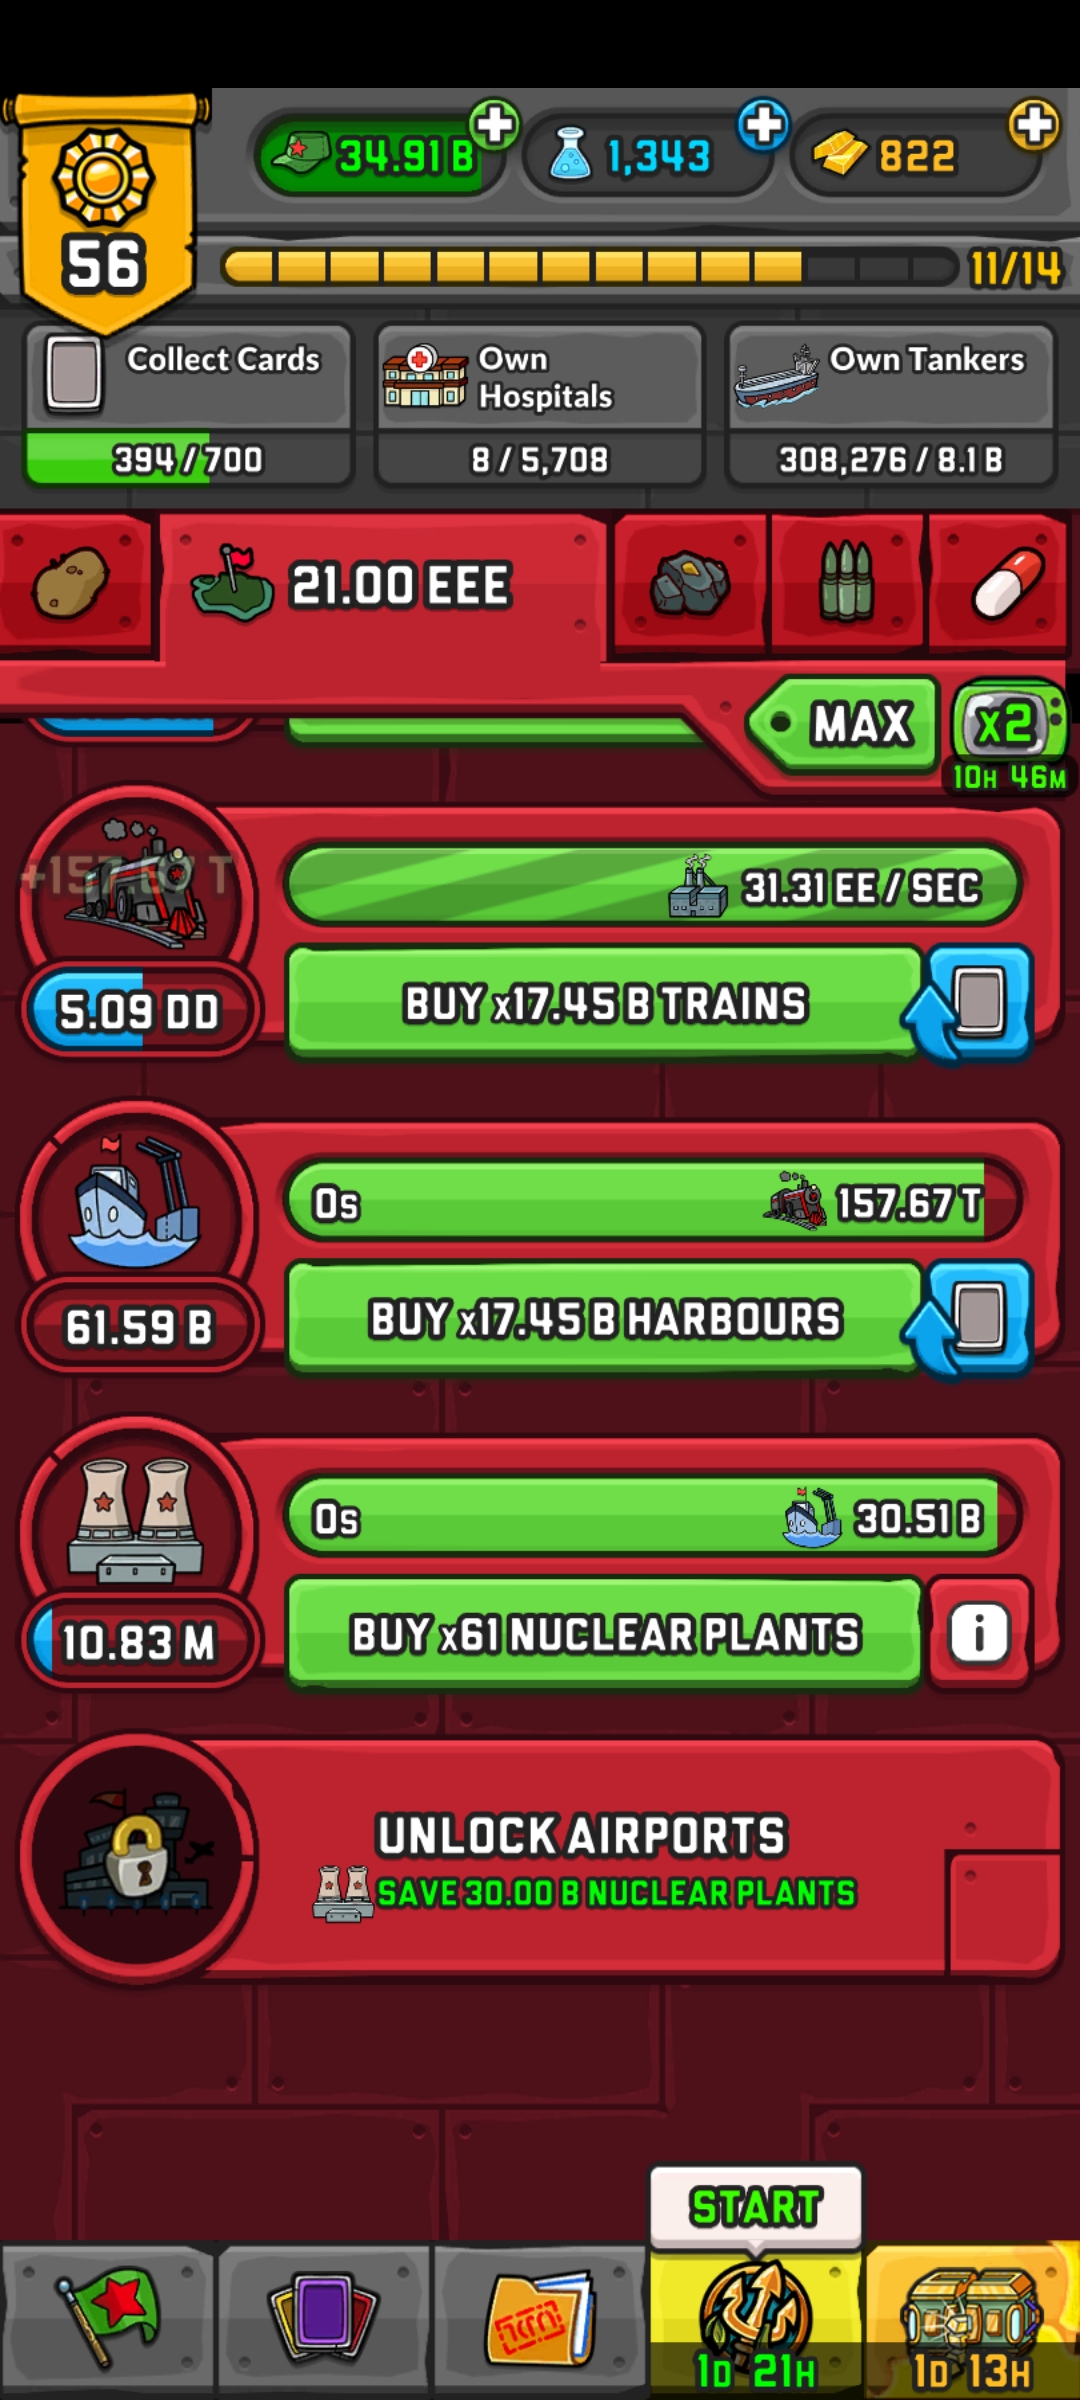 56
34.91 B
1,343
822
11/14
Collect Cards
394 / 700
Own
Hospitals
8 / 5,708
Own Tankers
308,276 / 8.1 B
21.00 EEE
MAX
x2
10H 46M
+157.67 T
31.31 EE / SEC
5.09 DD
BUY x17.45 B TRAINS
0s
157.67 T
61.59 B
BUY x17.45 B HARBOURS
0s
30.51 B
10.83 M
BUY x61 NUCLEAR PLANTS
i
UNLOCK AIRPORTS
SAVE 30.00 B NUCLEAR PLANTS
START
1D 21H
1D 13H